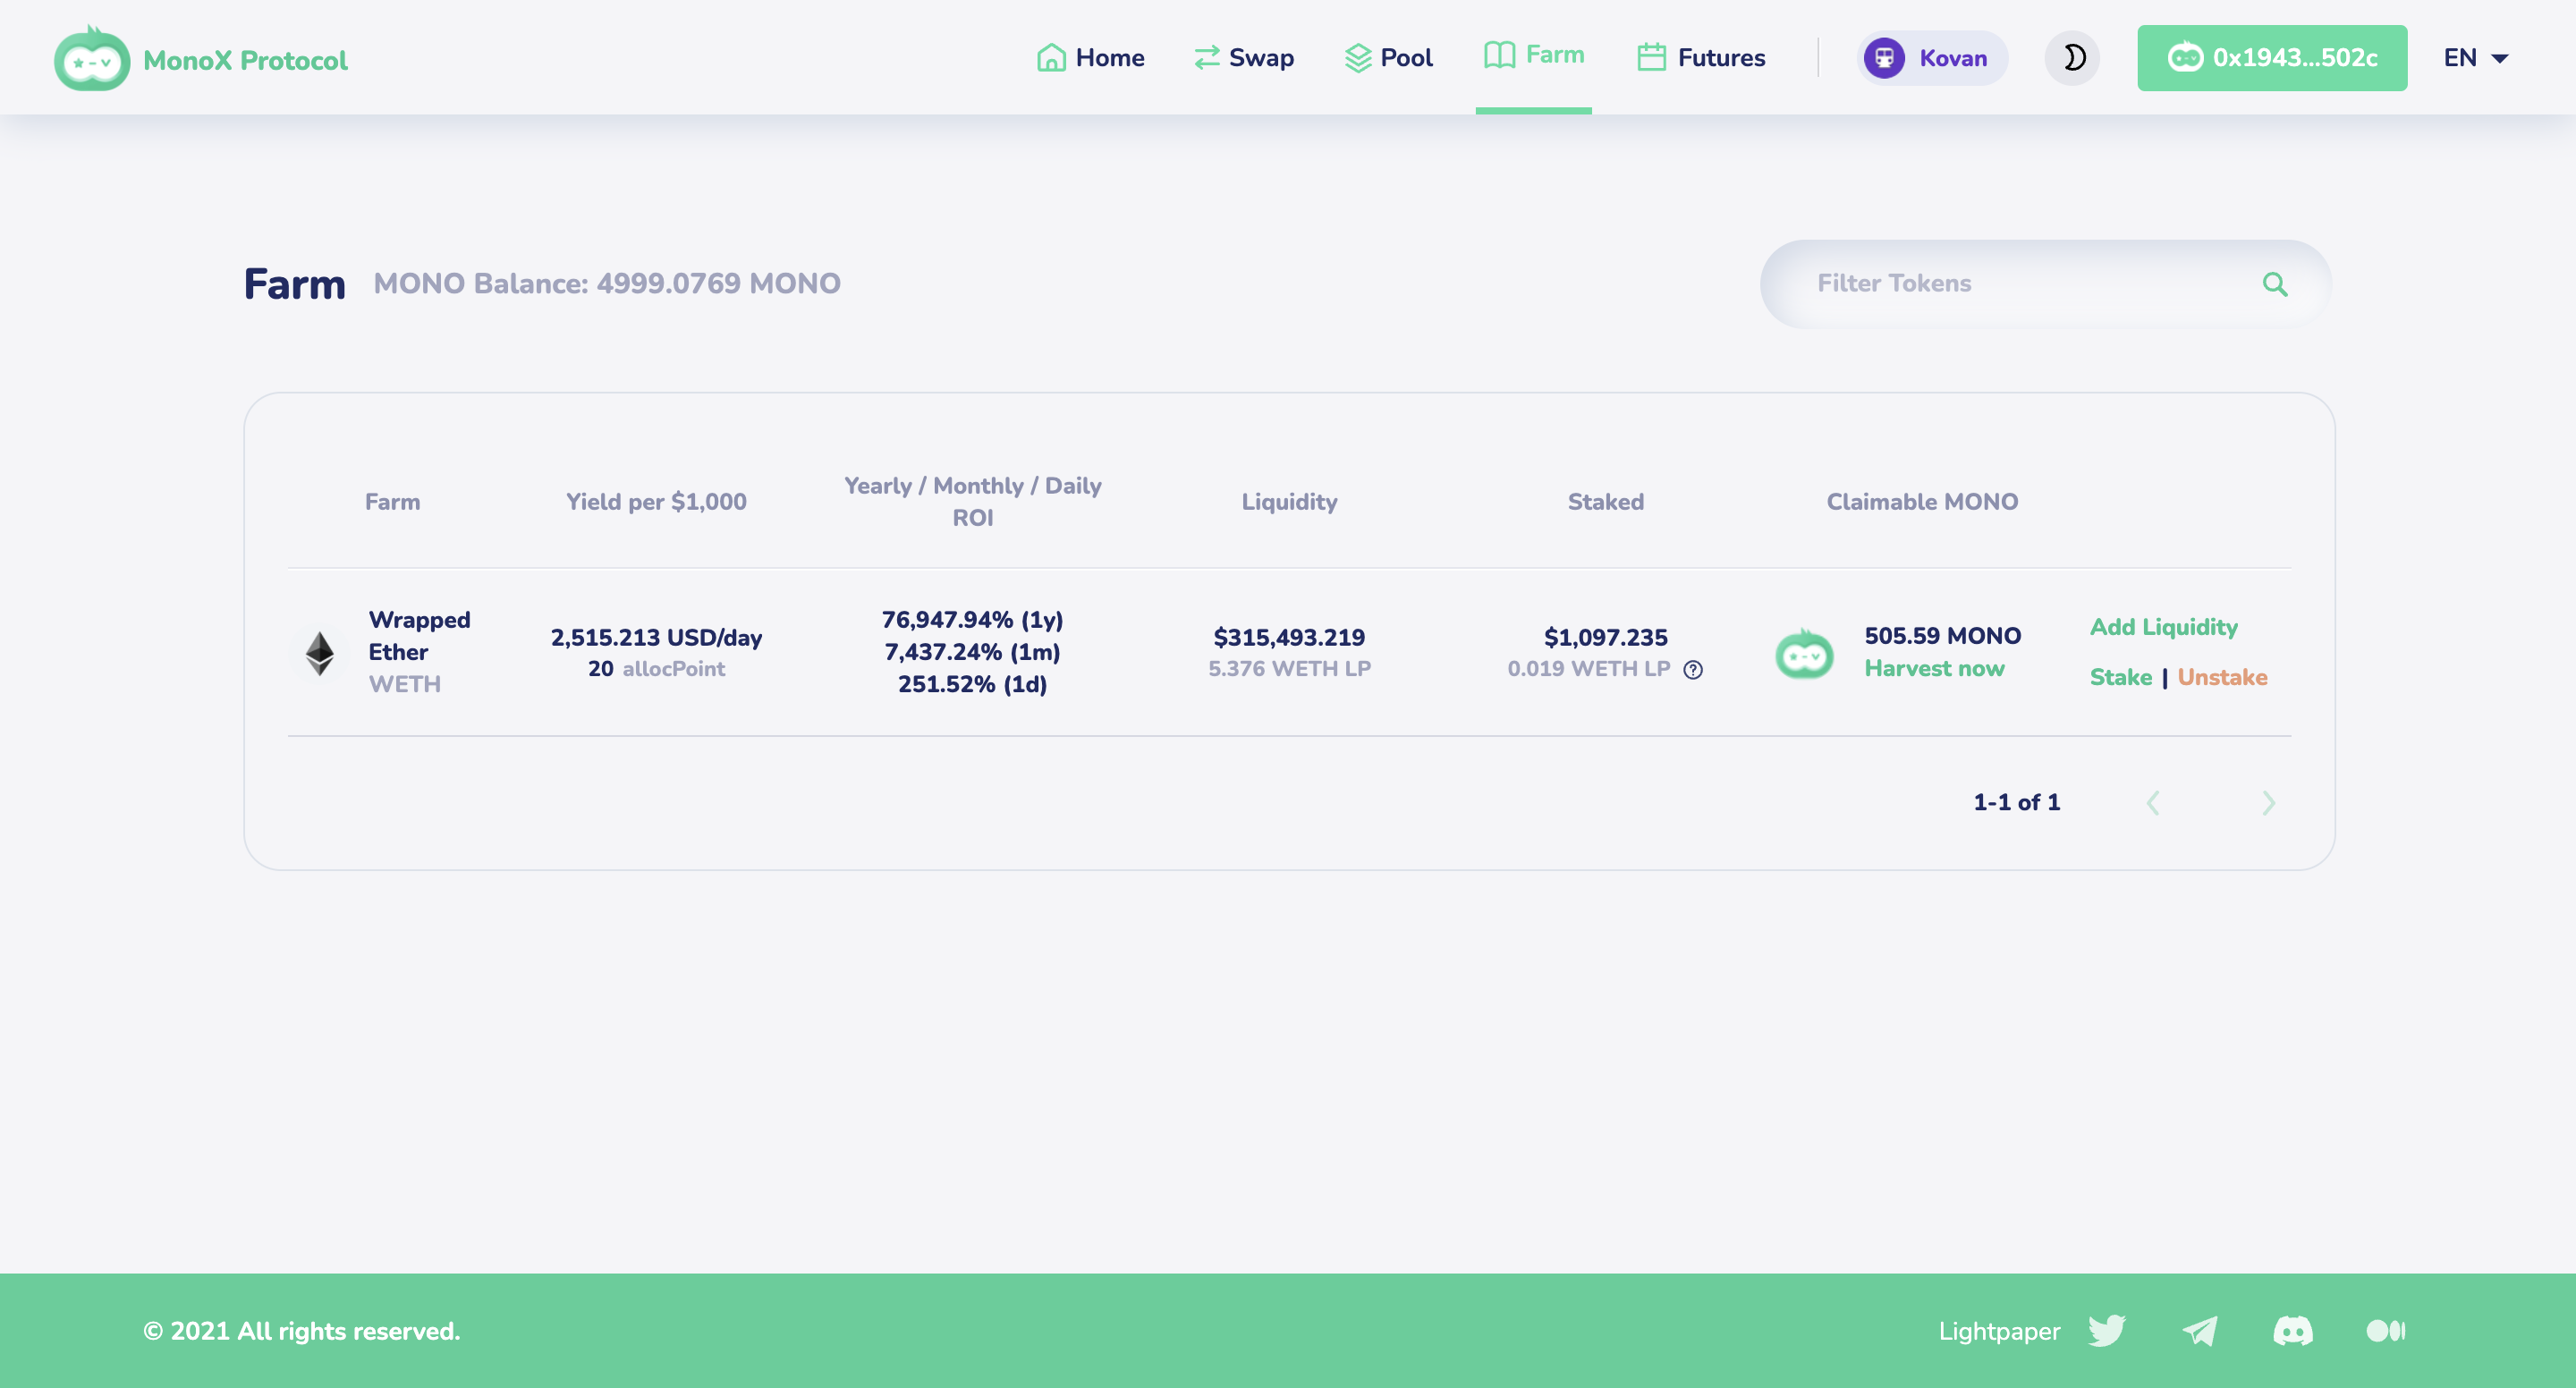 MonoX Protocol
Home
Swap
Pool
Farm
Futures
Kovan
0x1943...502c
EN
Farm
MONO Balance: 4999.0769 MONO
Filter Tokens
Farm
Yield per $1,000
Yearly / Monthly / Daily
ROI
Liquidity
Staked
Claimable MONO
Wrapped
Ether
WETH
2,515.213 USD/day
20 allocPoint
76,947.94% (1y)
7,437.24% (1m)
251.52% (1d)
$315,493.219
5.376 WETH LP
$1,097.235
0.019 WETH LP
505.59 MONO
Harvest now
Add Liquidity
Stake | Unstake
1-1 of 1
© 2021 All rights reserved.
Lightpaper